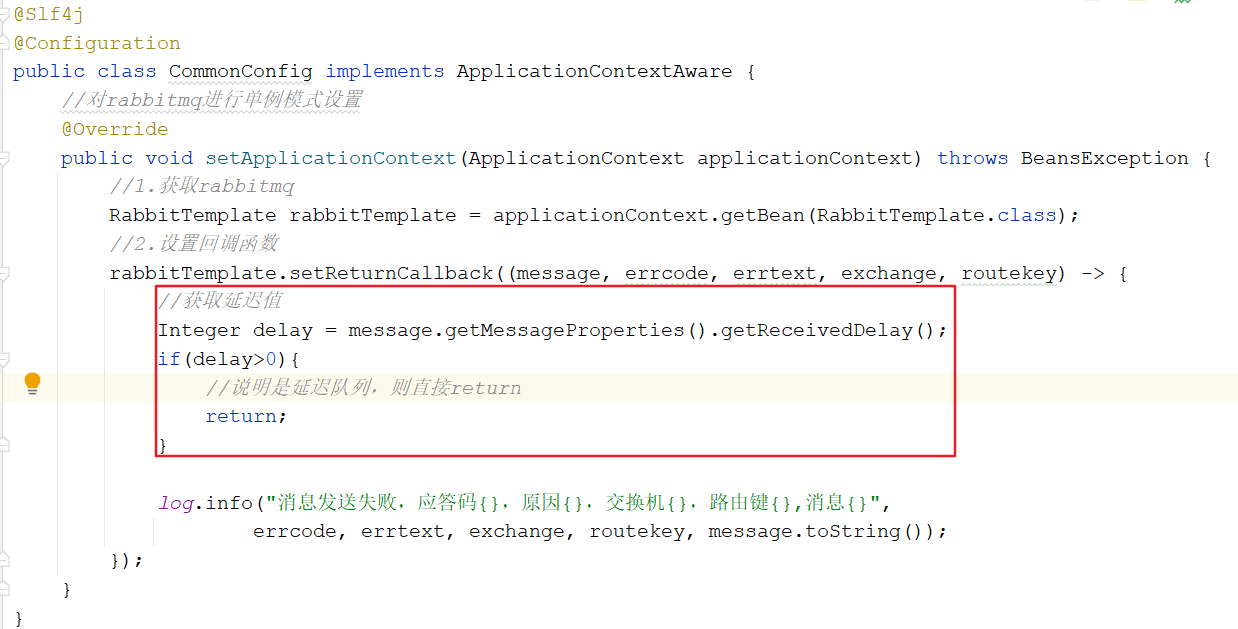 @Slf4j
@Configuration
public class CommonConfig implements ApplicationContextAware {
//对rabbitmq进行单例模式设置
@Override
public void setApplicationContext(ApplicationContext applicationContext) throws BeansException {
//1.获取rabbitmq
RabbitTemplate rabbitTemplate = applicationContext.getBean(RabbitTemplate.class);
//2.设置回调函数
rabbitTemplate.setReturnCallback((message, errcode, errtext, exchange, routekey) -> {
//获取延迟值
Integer delay = message.getMessageProperties().getReceivedDelay();
if(delay>0){
//说明是延迟队列，则直接return
return;
}
log.info("消息发送失败，应答码{}，原因{}，交换机{}，路由键{},消息{}",
errcode, errtext, exchange, routekey, message.toString());
});
}
}